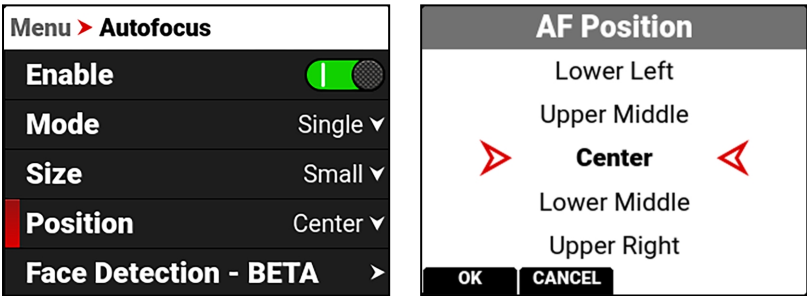 Menu > Autofocus
Enable
Mode Single
Size Small
Position Center
Face Detection - BETA
AF Position
Lower Left
Upper Middle
Center
Lower Middle
Upper Right
OK CANCEL